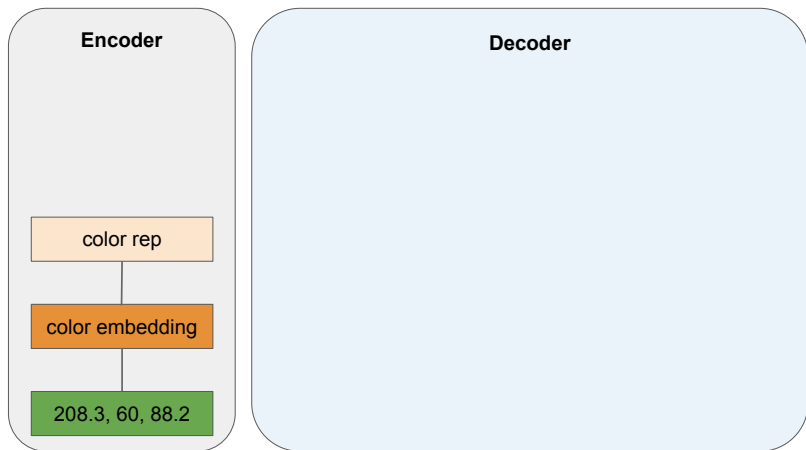 Encoder
Decoder
color rep
color embedding
208.3, 60, 88.2